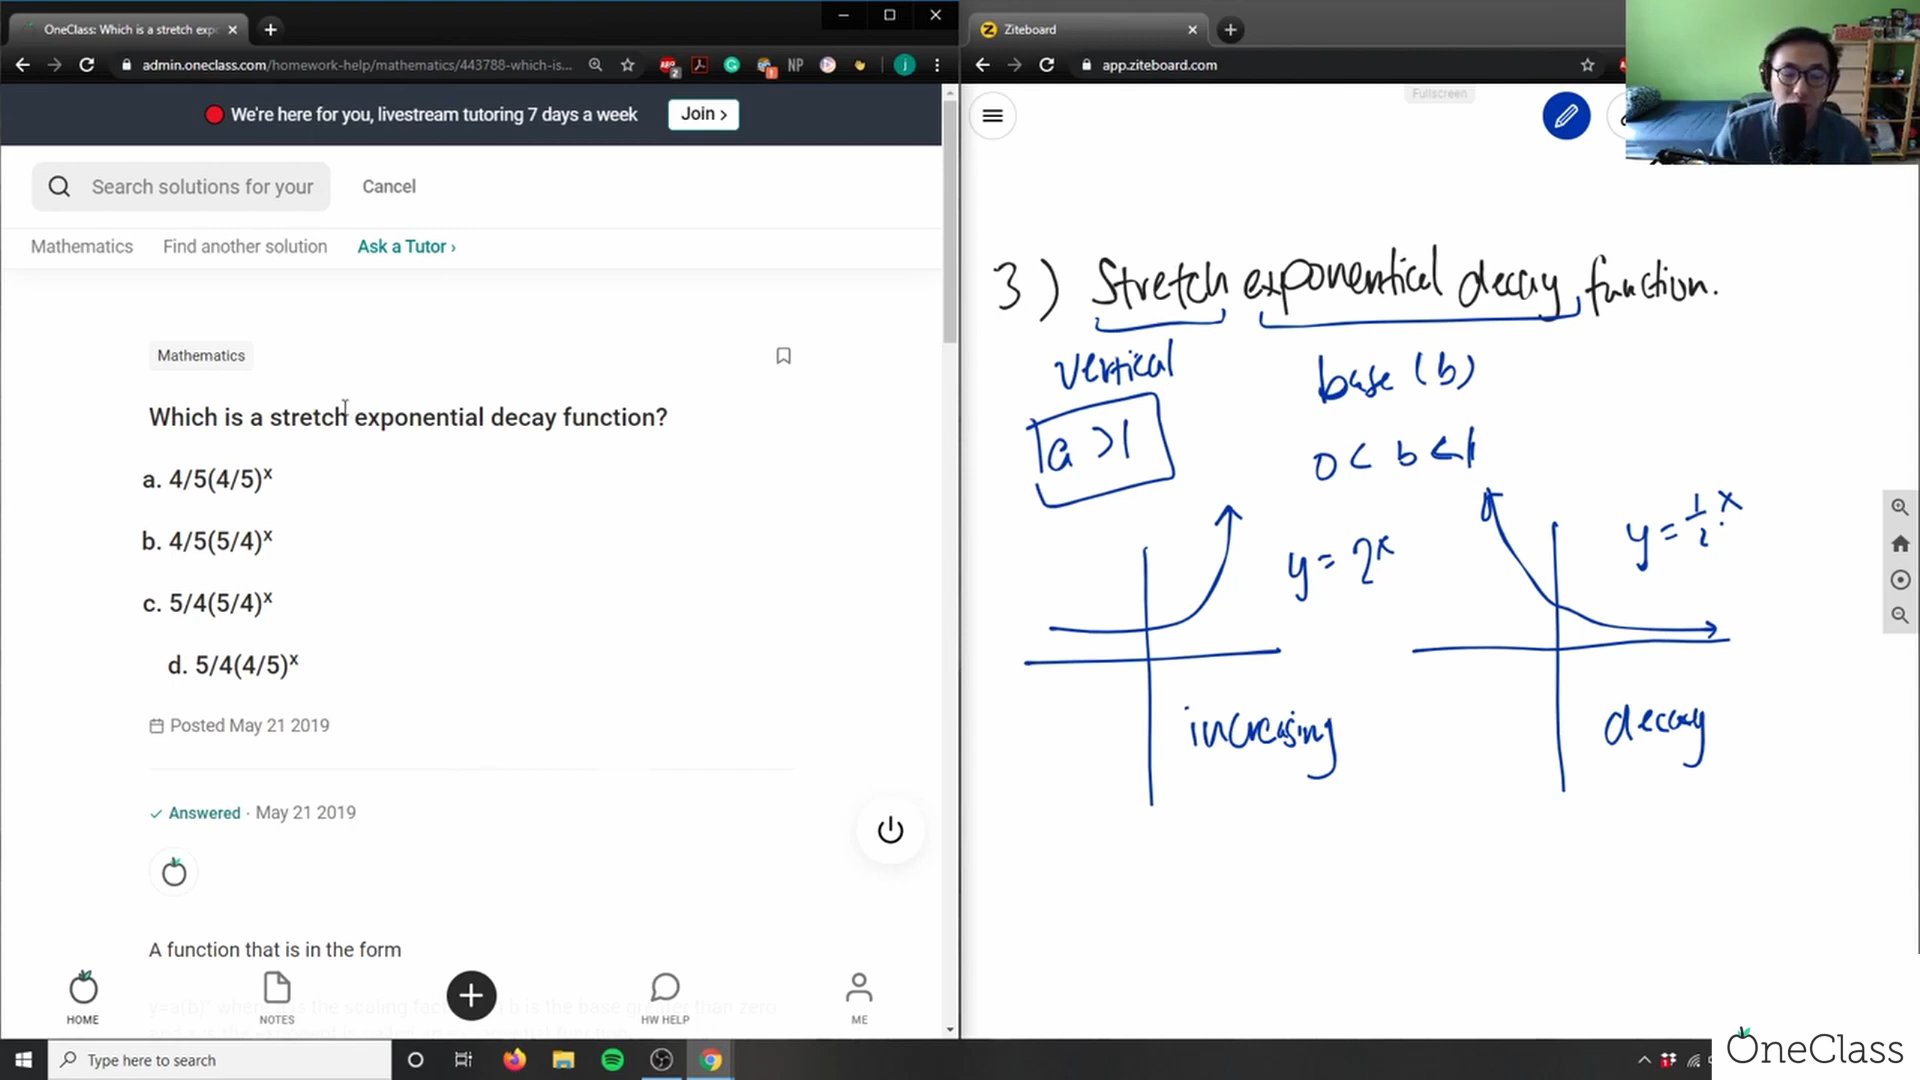 OneClass: Which is a stretch expo
Ziteboard
admin.oneclass.com/homework-help/mathematics/443788-which-is...
NP
j
app.ziteboard.com
We're here for you, livestream tutoring 7 days a week
Join ›
Fullscreen
Search solutions for your
Cancel
Mathematics
Find another solution
Ask a Tutor ›
Mathematics
Which is a stretch exponential decay function?
a. 4/5(4/5)ˣ
b. 4/5(5/4)ˣ
c. 5/4(5/4)ˣ
d. 5/4(4/5)ˣ
Posted May 21 2019
Answered · May 21 2019
A function that is in the form
HOME
NOTES
HW HELP
ME
Type here to search
3) Stretch exponential decay function.
vertical
base (b)
a > 1
0 < b < 1
y = 2ˣ
y = 1/2ˣ
increasing
decay
OneClass